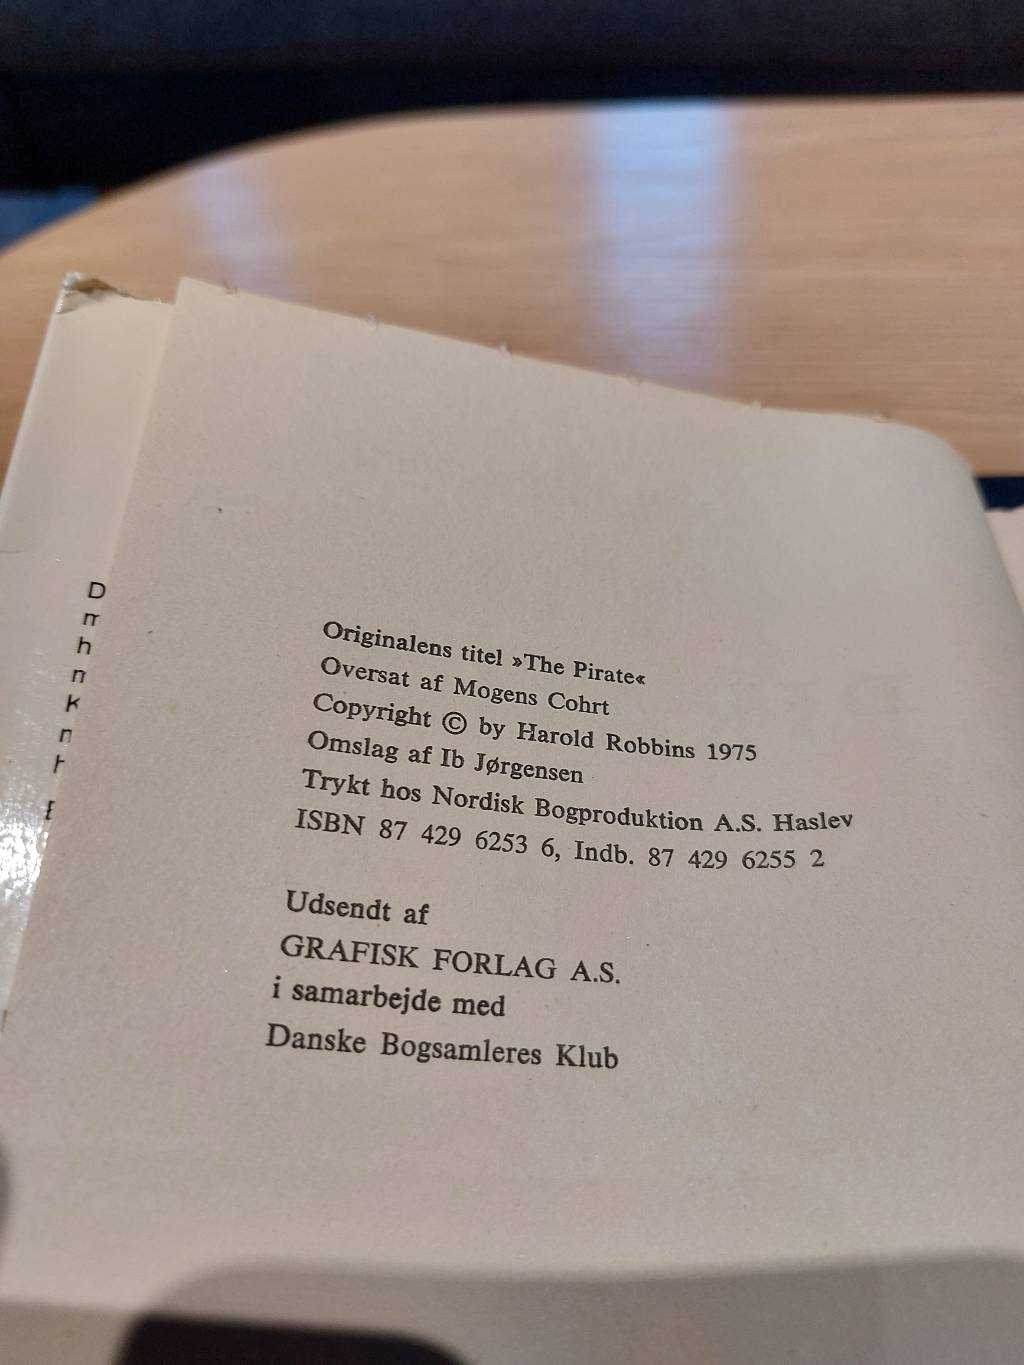 Originalens titel »The Pirate«
Oversat af Mogens Cohrt
Copyright © by Harold Robbins 1975
Omslag af Ib Jørgensen
Trykt hos Nordisk Bogproduktion A.S. Haslev
ISBN 87 429 6253 6, Indb. 87 429 6255 2
Udsendt af
GRAFISK FORLAG A.S.
i samarbejde med
Danske Bogsamleres Klub